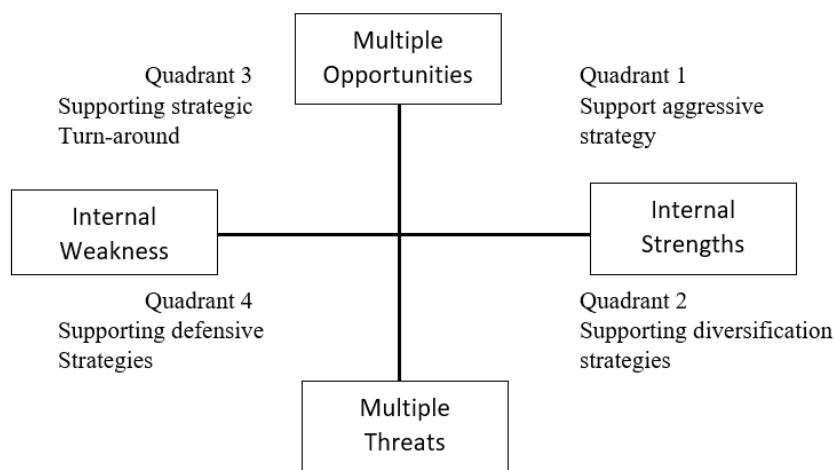 Multiple
Opportunities
Quadrant 3
Supporting strategic
Turn-around
Quadrant 1
Support aggressive
strategy
Internal
Weakness
Internal
Strengths
Quadrant 4
Supporting defensive
Strategies
Quadrant 2
Supporting diversification
strategies
Multiple
Threats